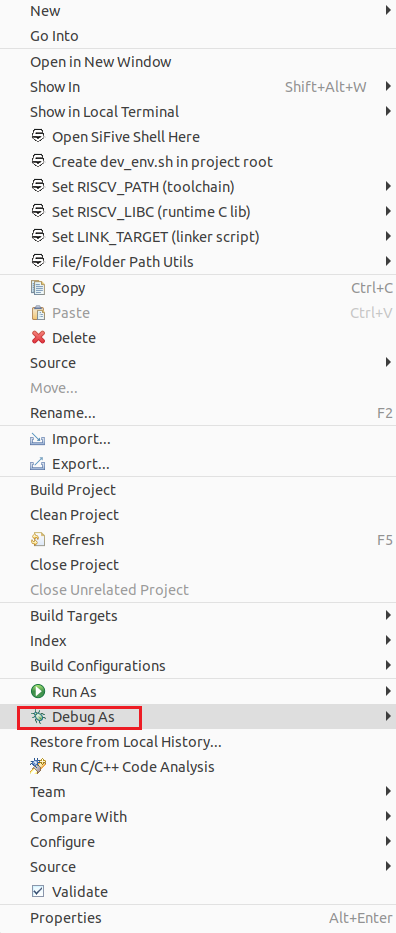 New
Go Into
Open in New Window
Show In Shift+Alt+W
Show in Local Terminal
Open SiFive Shell Here
Create dev_env.sh in project root
Set RISCV_PATH (toolchain)
Set RISCV_LIBC (runtime C lib)
Set LINK_TARGET (linker script)
File/Folder Path Utils
Copy Ctrl+C
Paste Ctrl+V
Delete
Source
Move...
Rename... F2
Import...
Export...
Build Project
Clean Project
Refresh F5
Close Project
Close Unrelated Project
Build Targets
Index
Build Configurations
Run As
Debug As
Restore from Local History...
Run C/C++ Code Analysis
Team
Compare With
Configure
Source
Validate
Properties Alt+Enter